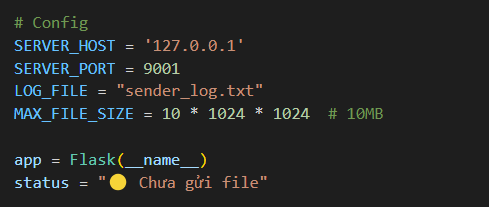 # Config
SERVER_HOST = '127.0.0.1'
SERVER_PORT = 9001
LOG_FILE = "sender_log.txt"
MAX_FILE_SIZE = 10 * 1024 * 1024  # 10MB

app = Flask(__name__)
status = "🟡 Chưa gửi file"